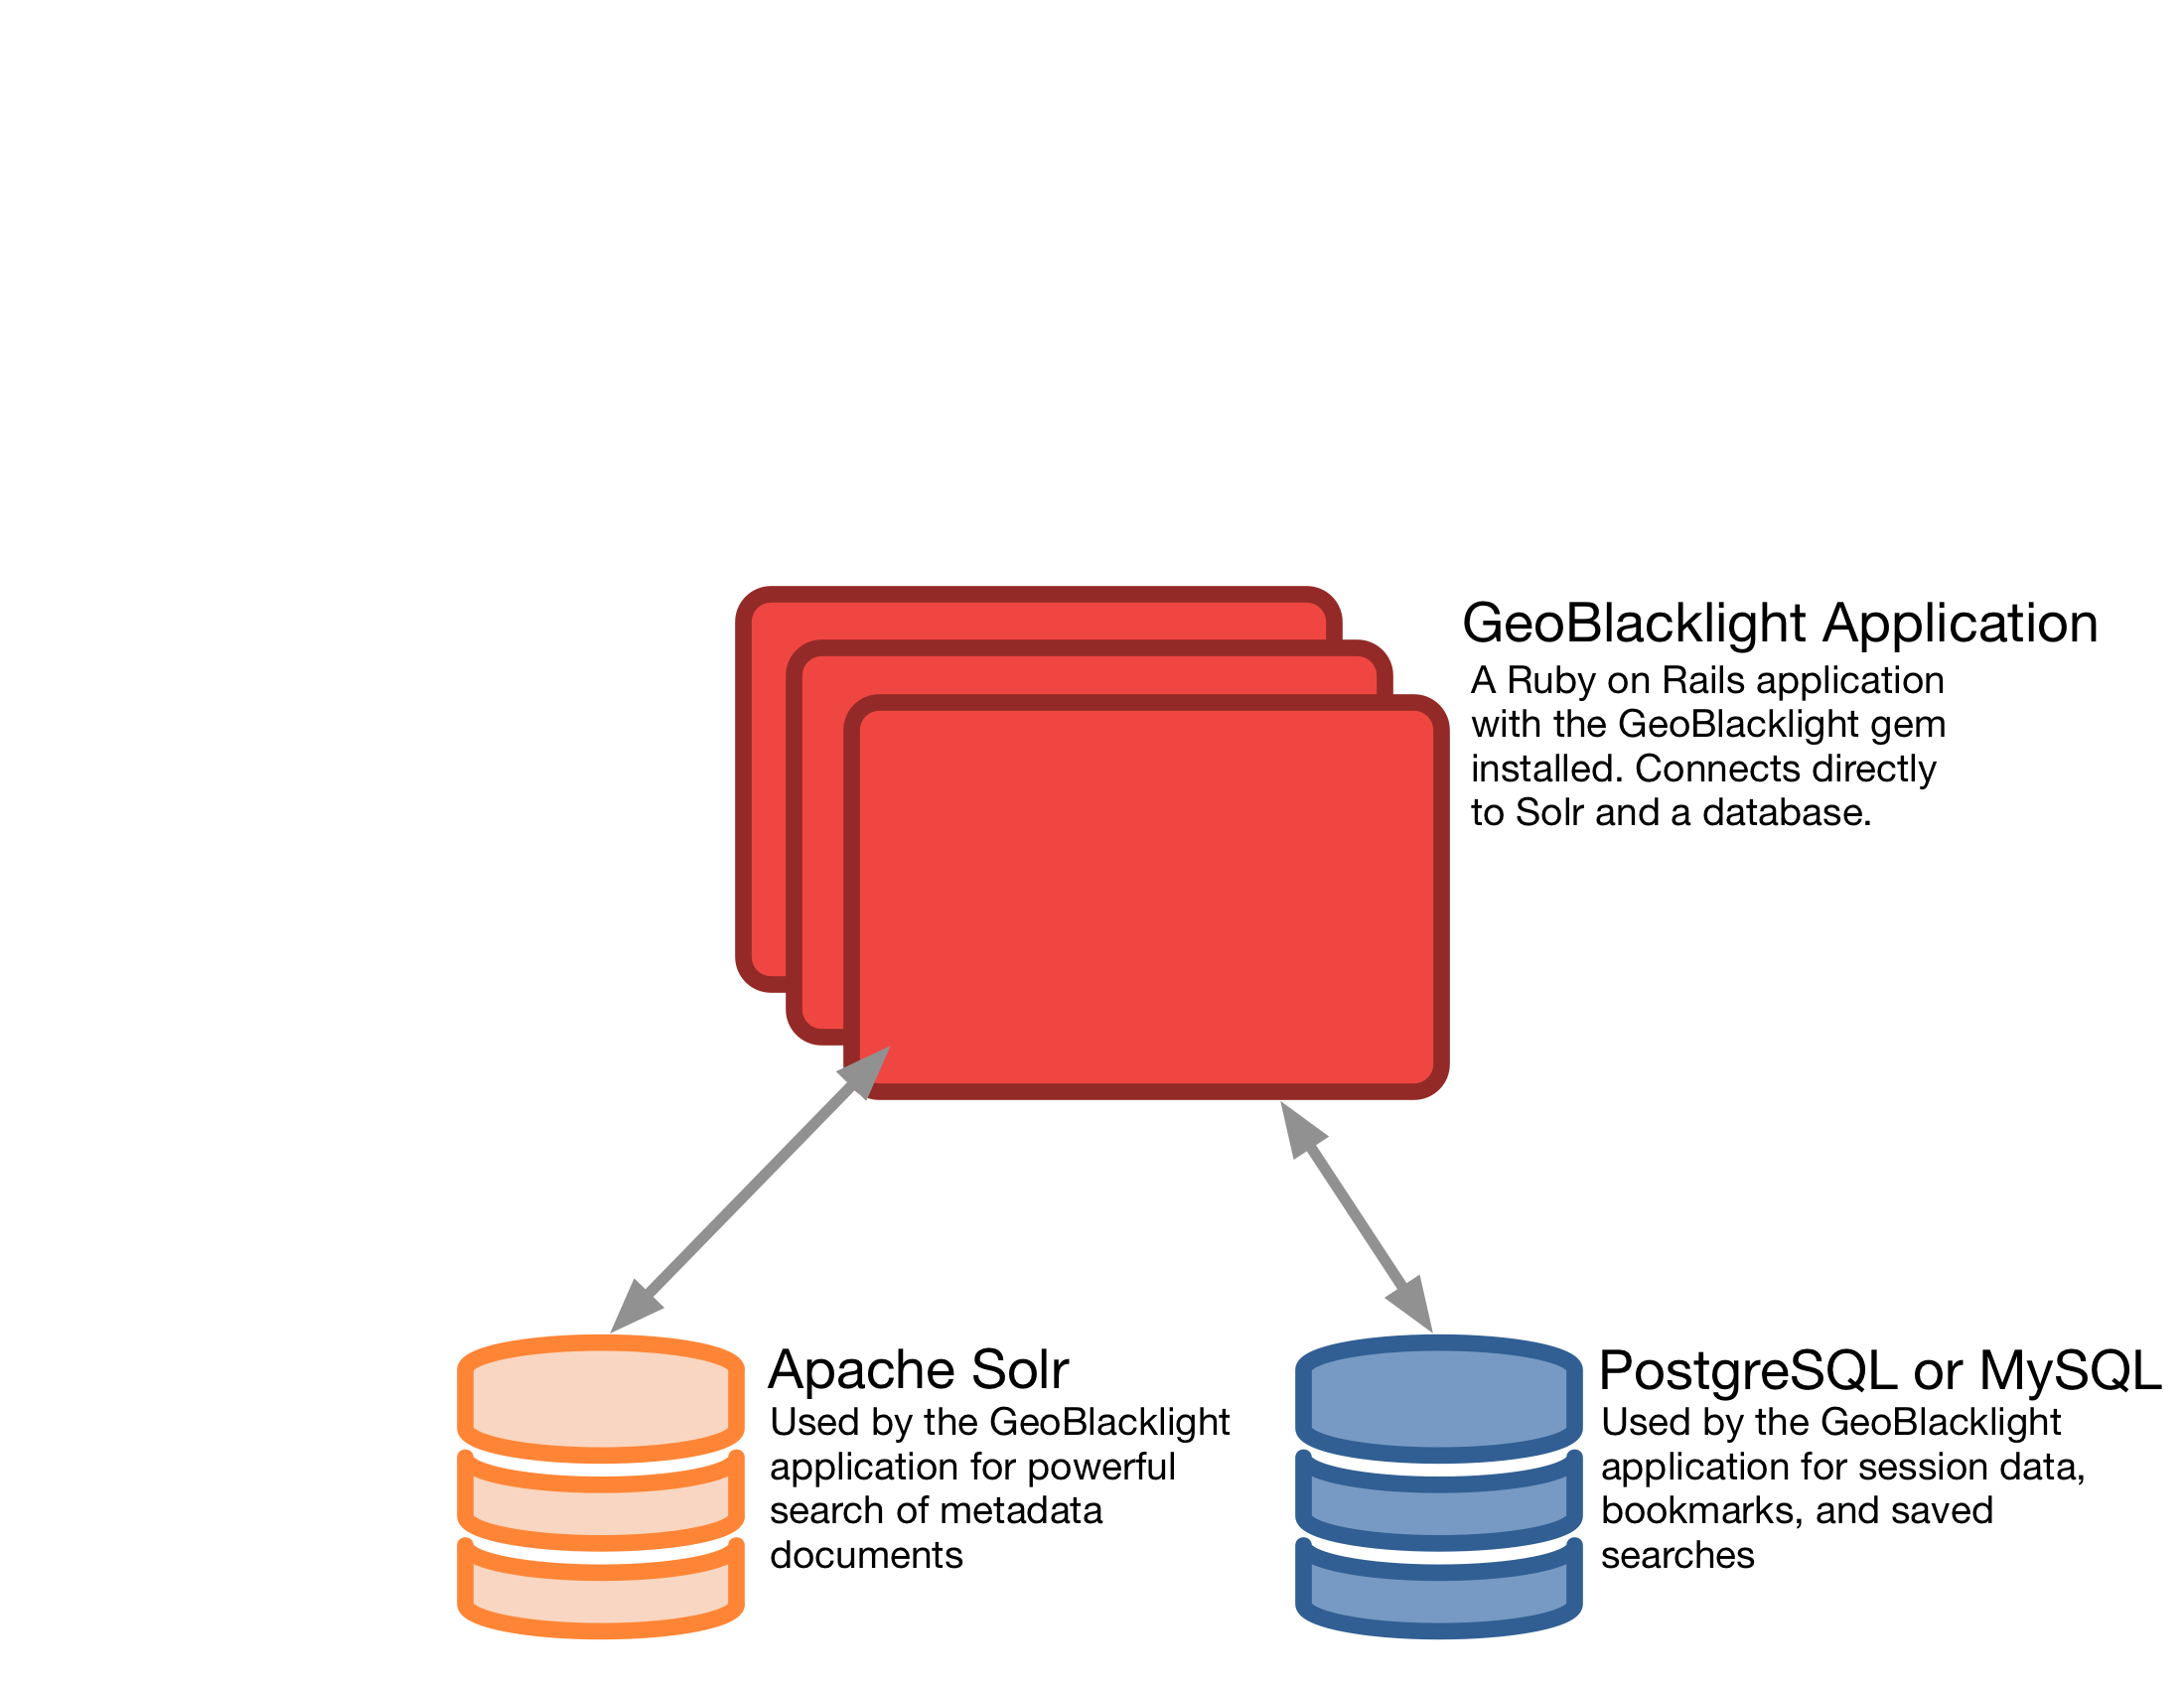 GeoBlacklight Application
A Ruby on Rails application
with the GeoBlacklight gem
installed. Connects directly
to Solr and a database.
Apache Solr
Used by the GeoBlacklight
application for powerful
search of metadata
documents
PostgreSQL or MySQL
Used by the GeoBlacklight
application for session data,
bookmarks, and saved
searches